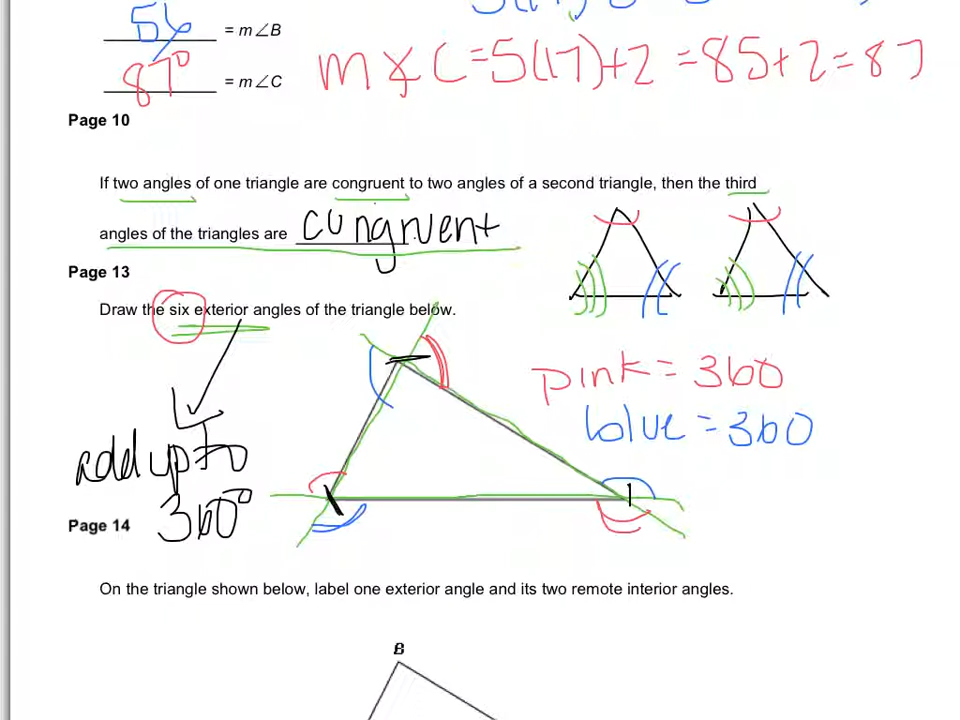 56 = m∠B
87° = m∠C
m∡C=5(17)+2 =85+2=87
Page 10
If two angles of one triangle are congruent to two angles of a second triangle, then the third
angles of the triangles are congruent
Page 13
Draw the six exterior angles of the triangle below.
pink = 360
blue = 360
add up to
360°
Page 14
On the triangle shown below, label one exterior angle and its two remote interior angles.
B